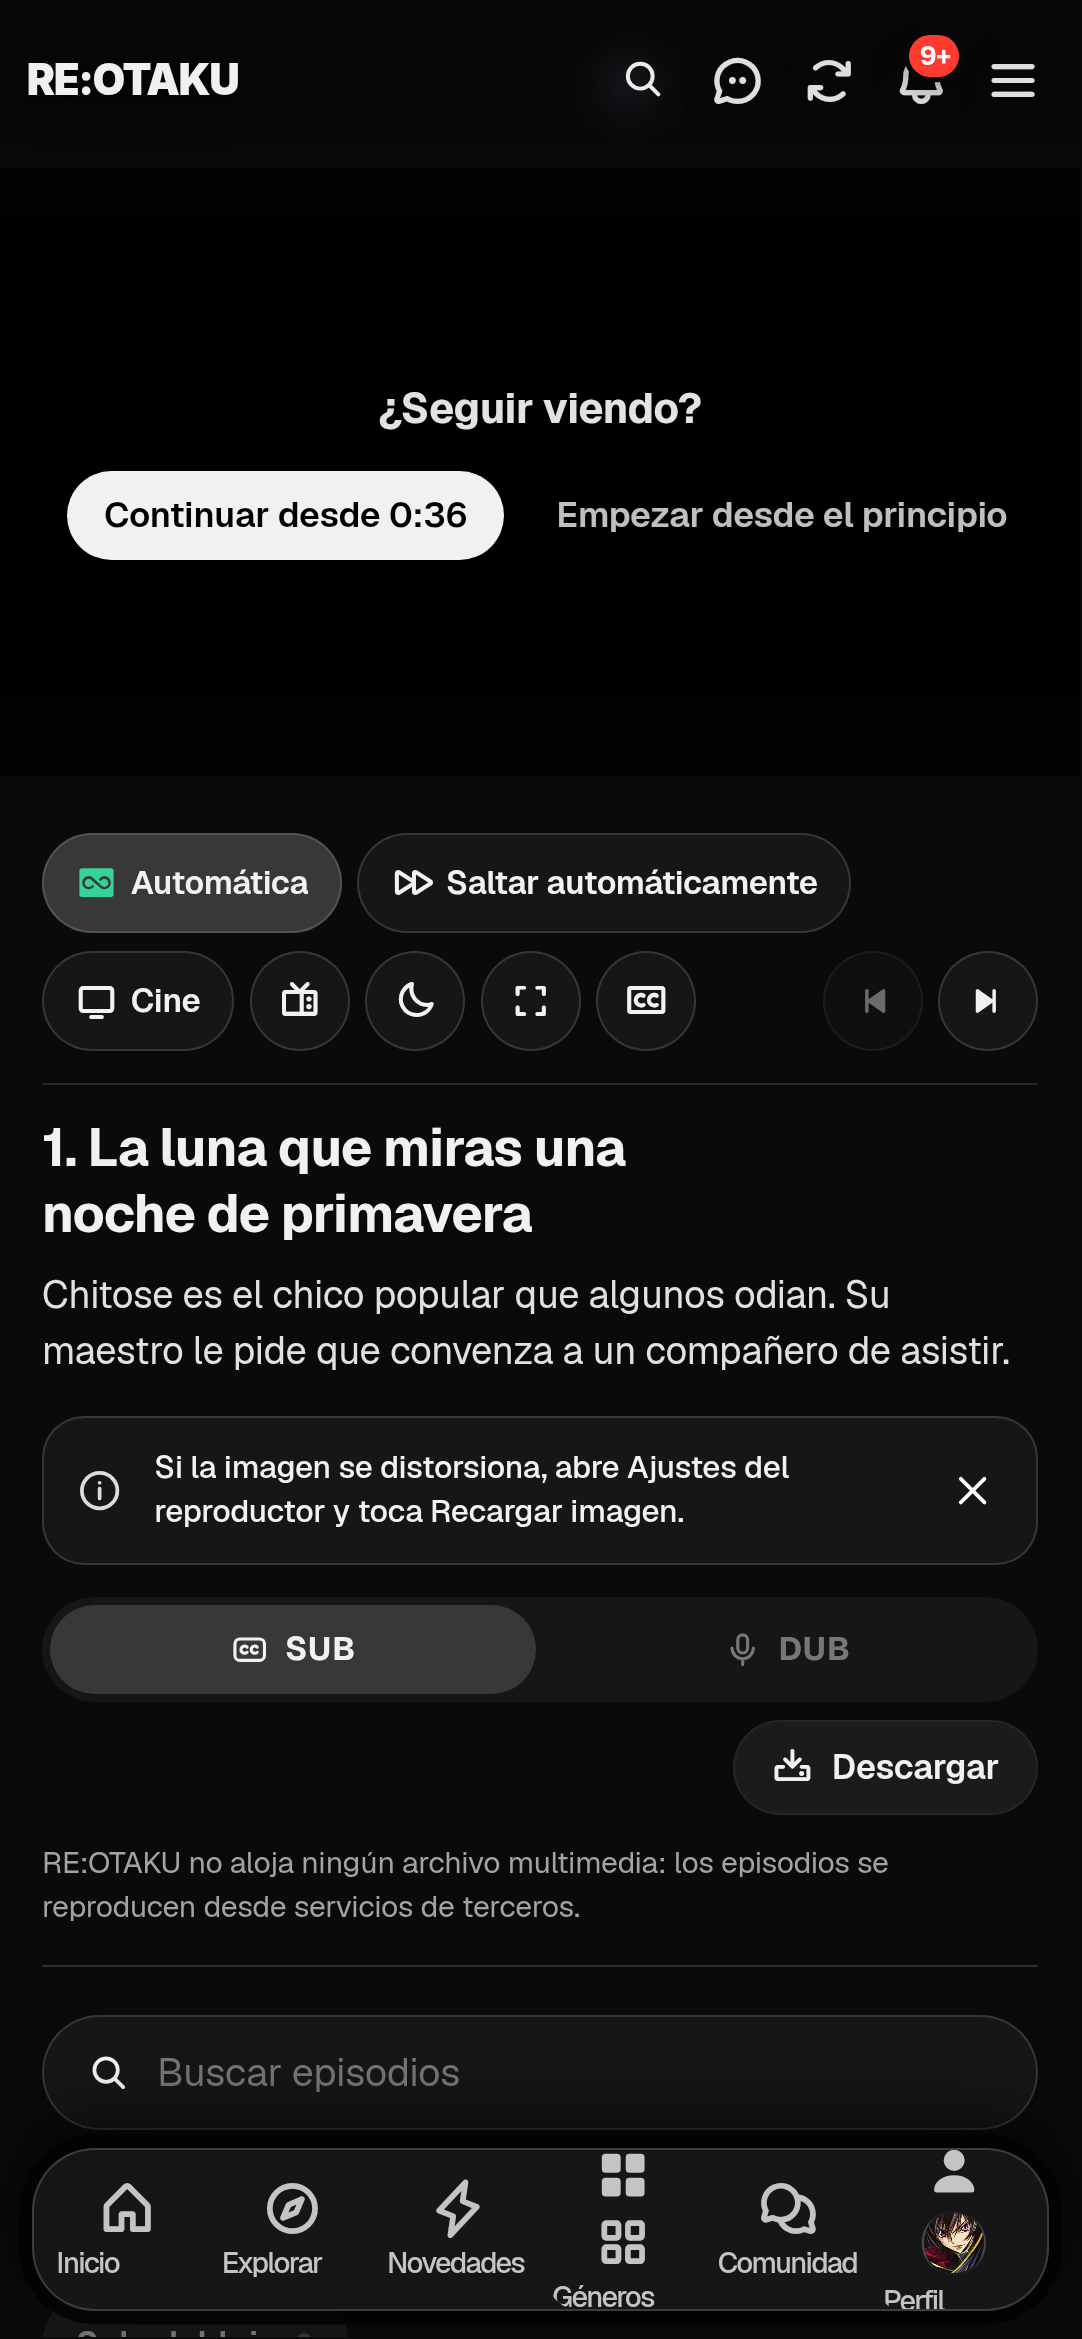 RE:OTAKU
9+
¿Seguir viendo?
Continuar desde 0:36
Empezar desde el principio
Automática
Saltar automáticamente
Cine
1. La luna que miras una
noche de primavera
Chitose es el chico popular que algunos odian. Su
maestro le pide que convenza a un compañero de asistir.
Si la imagen se distorsiona, abre Ajustes del
reproductor y toca Recargar imagen.
SUB
DUB
Descargar
RE:OTAKU no aloja ningún archivo multimedia: los episodios se
reproducen desde servicios de terceros.
Buscar episodios
Inicio
Explorar
Novedades
Géneros
Comunidad
Perfil